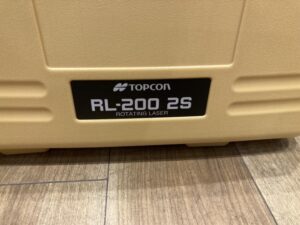 TOPCON
RL-200 2S
ROTATING LASER